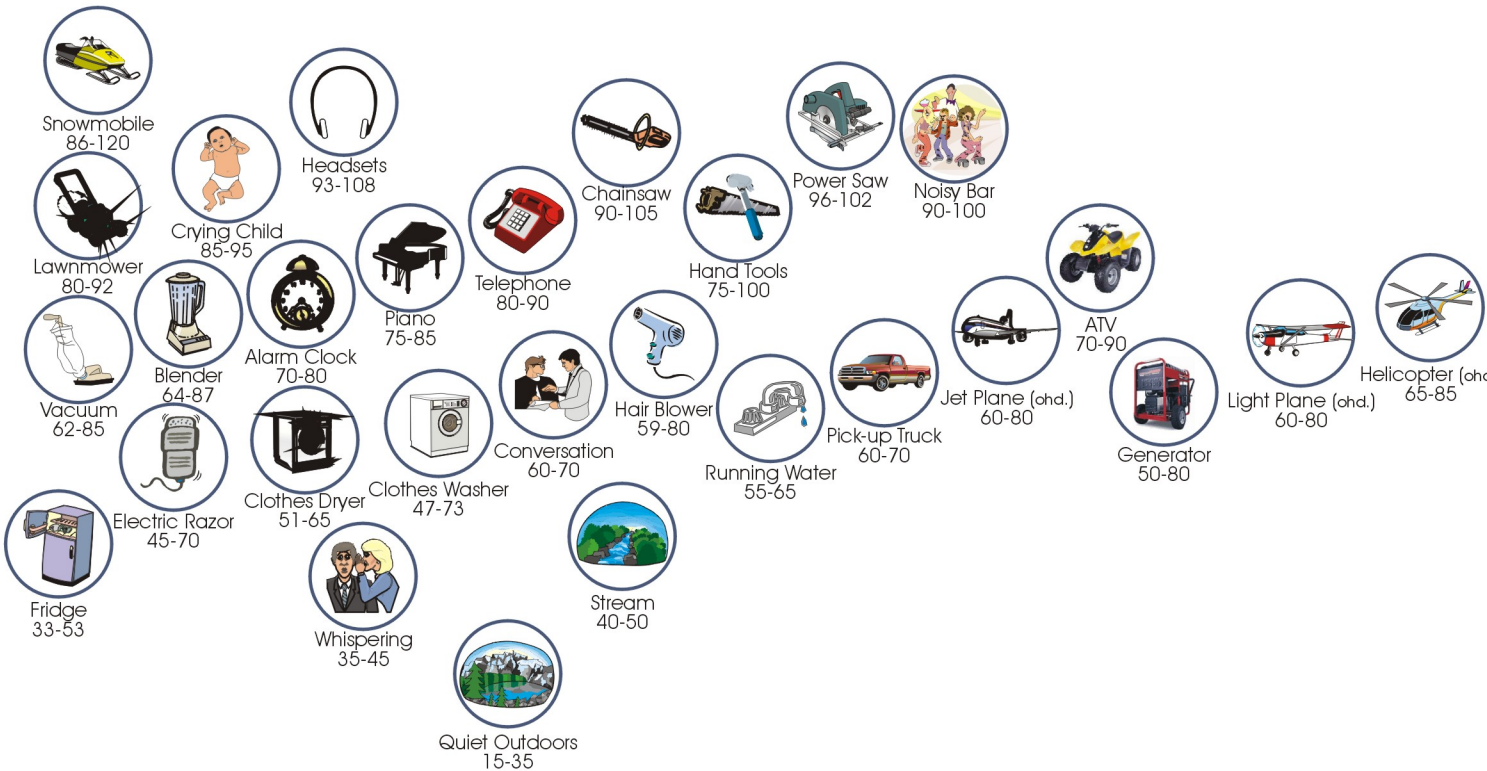 Snowmobile
86-120
Headsets
93-108
Crying Child
85-95
Lawnmower
80-92
Chainsaw
90-105
Power Saw
96-102
Noisy Bar
90-100
Hand Tools
75-100
Telephone
80-90
Piano
75-85
Alarm Clock
70-80
Blender
64-87
Vacuum
62-85
ATV
70-90
Helicopter (ohd
65-85
Light Plane (ohd.)
60-80
Jet Plane (ohd.)
60-80
Hair Blower
59-80
Pick-up Truck
60-70
Conversation
60-70
Generator
50-80
Running Water
55-65
Clothes Washer
47-73
Clothes Dryer
51-65
Electric Razor
45-70
Fridge
33-53
Stream
40-50
Whispering
35-45
Quiet Outdoors
15-35